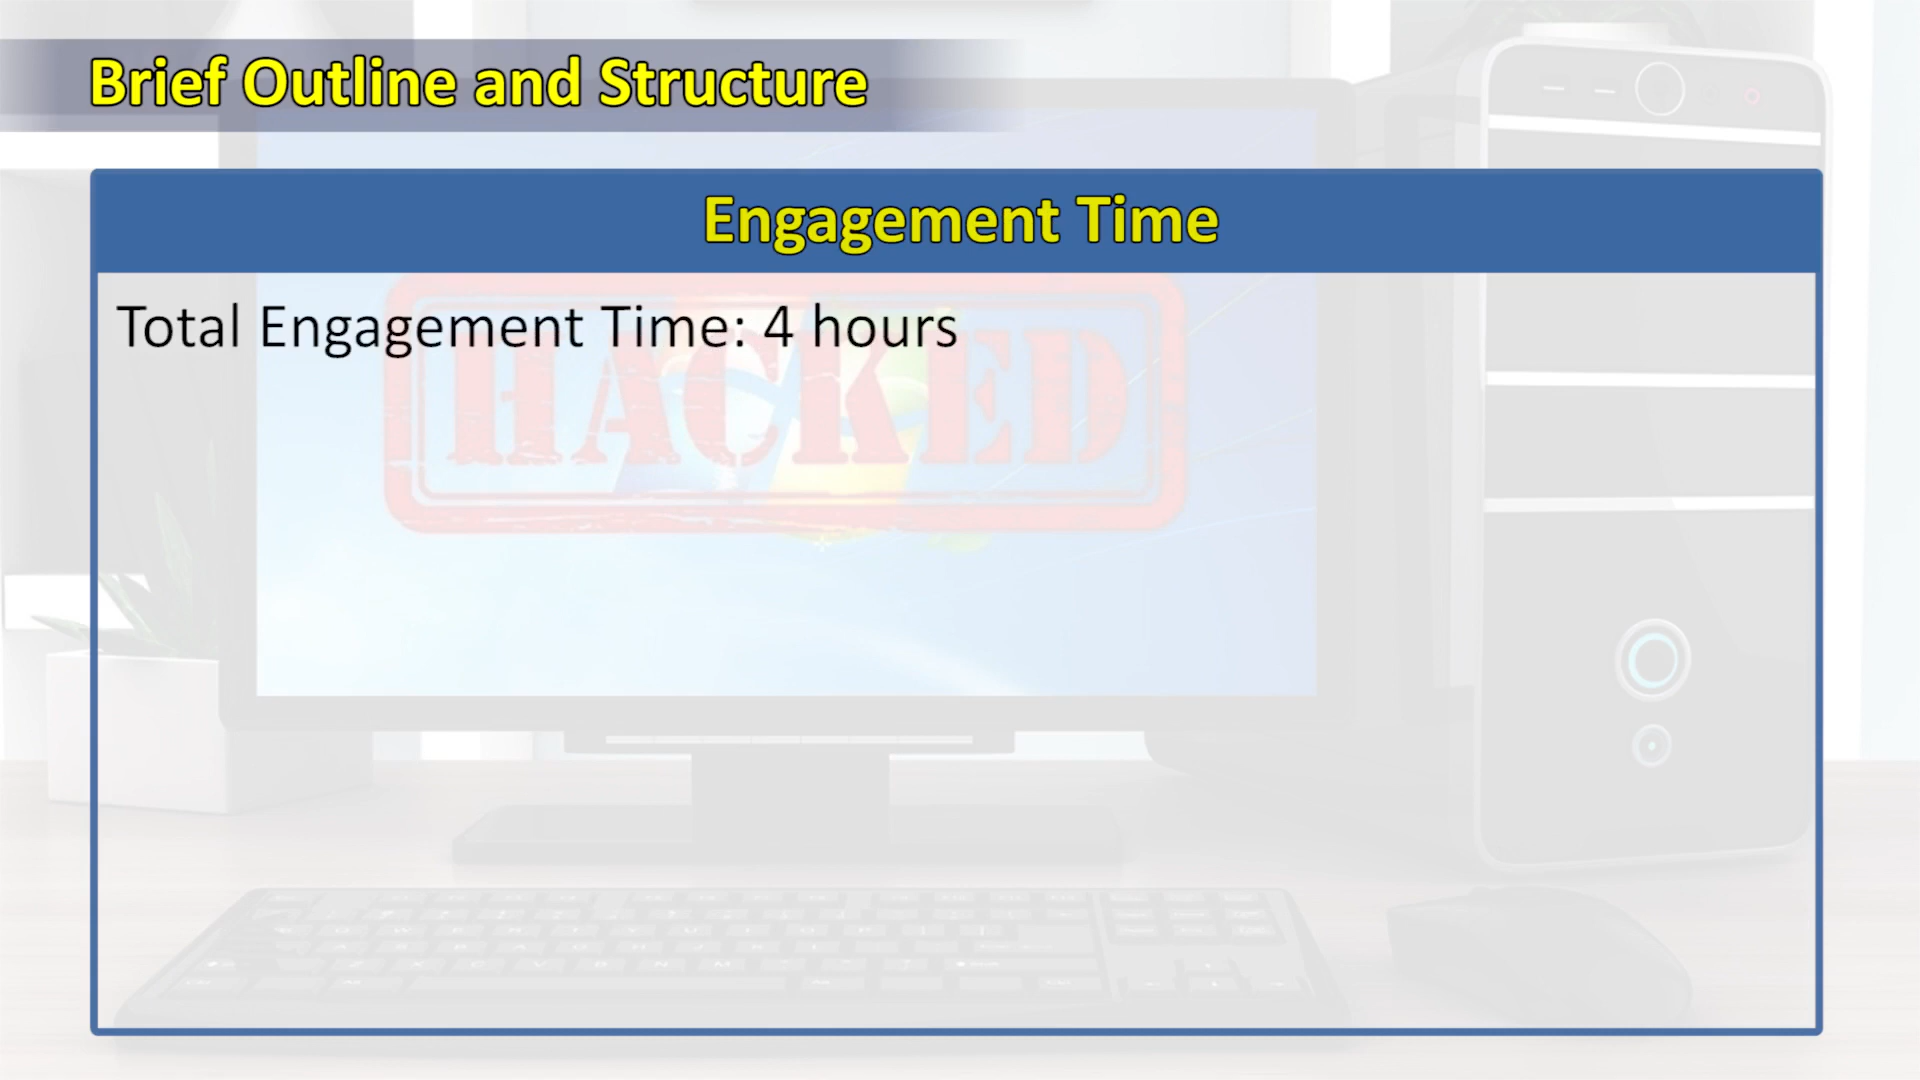 Brief Outline and Structure
Engagement Time
Total Engagement Time: 4 hours
HACKED